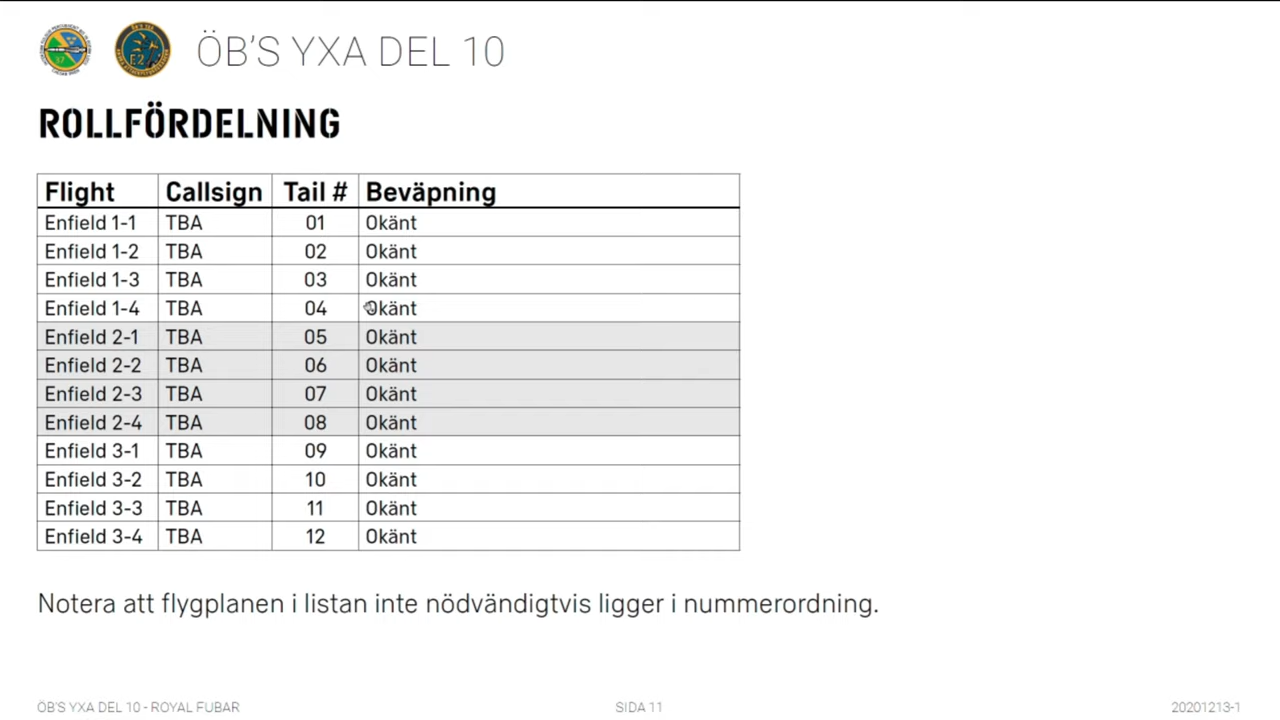 ÖB'S YXA DEL 10
ROLLFÖRDELNING
Flight Callsign Tail # Beväpning
Enfield 1-1 TBA 01 Okänt
Enfield 1-2 TBA 02 Okänt
Enfield 1-3 TBA 03 Okänt
Enfield 1-4 TBA 04 Okänt
Enfield 2-1 TBA 05 Okänt
Enfield 2-2 TBA 06 Okänt
Enfield 2-3 TBA 07 Okänt
Enfield 2-4 TBA 08 Okänt
Enfield 3-1 TBA 09 Okänt
Enfield 3-2 TBA 10 Okänt
Enfield 3-3 TBA 11 Okänt
Enfield 3-4 TBA 12 Okänt
Notera att flygplanen i listan inte nödvändigtvis ligger i nummerordning.
ÖB'S YXA DEL 10 - ROYAL FUBAR SIDA 11 20201213-1